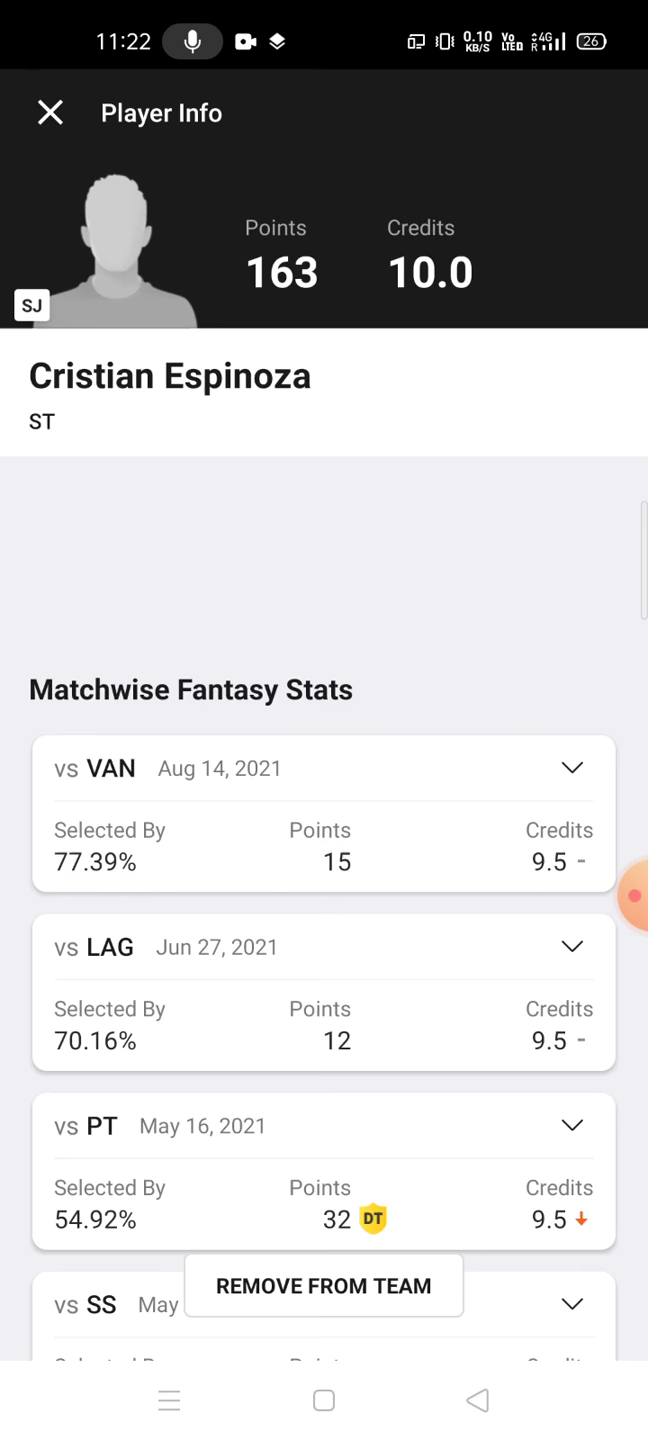 11:22 0.10 KB/S Vo LTED 4G R 26
Player Info
Points Credits
163 10.0
SJ
Cristian Espinoza
ST
Matchwise Fantasy Stats
vs VAN Aug 14, 2021
Selected By Points Credits
77.39% 15 9.5 -
vs LAG Jun 27, 2021
Selected By Points Credits
70.16% 12 9.5 -
vs PT May 16, 2021
Selected By Points Credits
54.92% 32 DT 9.5
REMOVE FROM TEAM
vs SS May